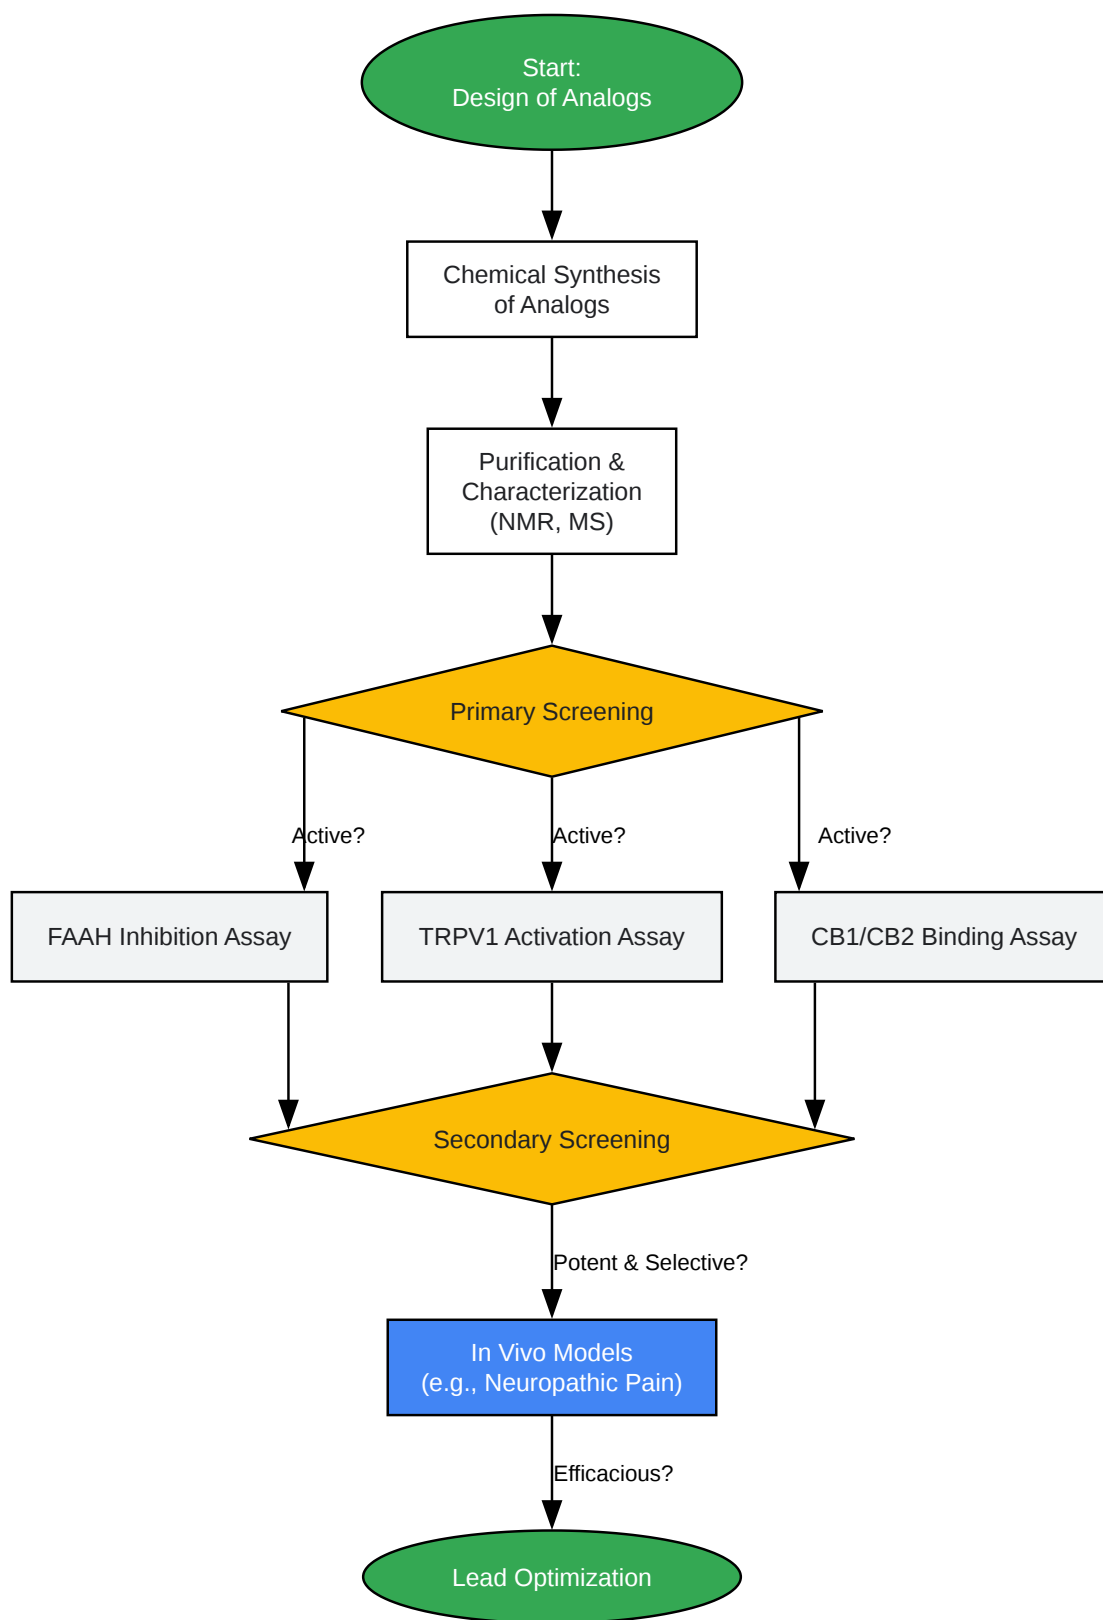 Start:
Design of Analogs
Chemical Synthesis
of Analogs
Purification &
Characterization
(NMR, MS)
Primary Screening
Active?
Active?
Active?
FAAH Inhibition Assay
TRPV1 Activation Assay
CB1/CB2 Binding Assay
Secondary Screening
Potent & Selective?
In Vivo Models
(e.g., Neuropathic Pain)
Efficacious?
Lead Optimization